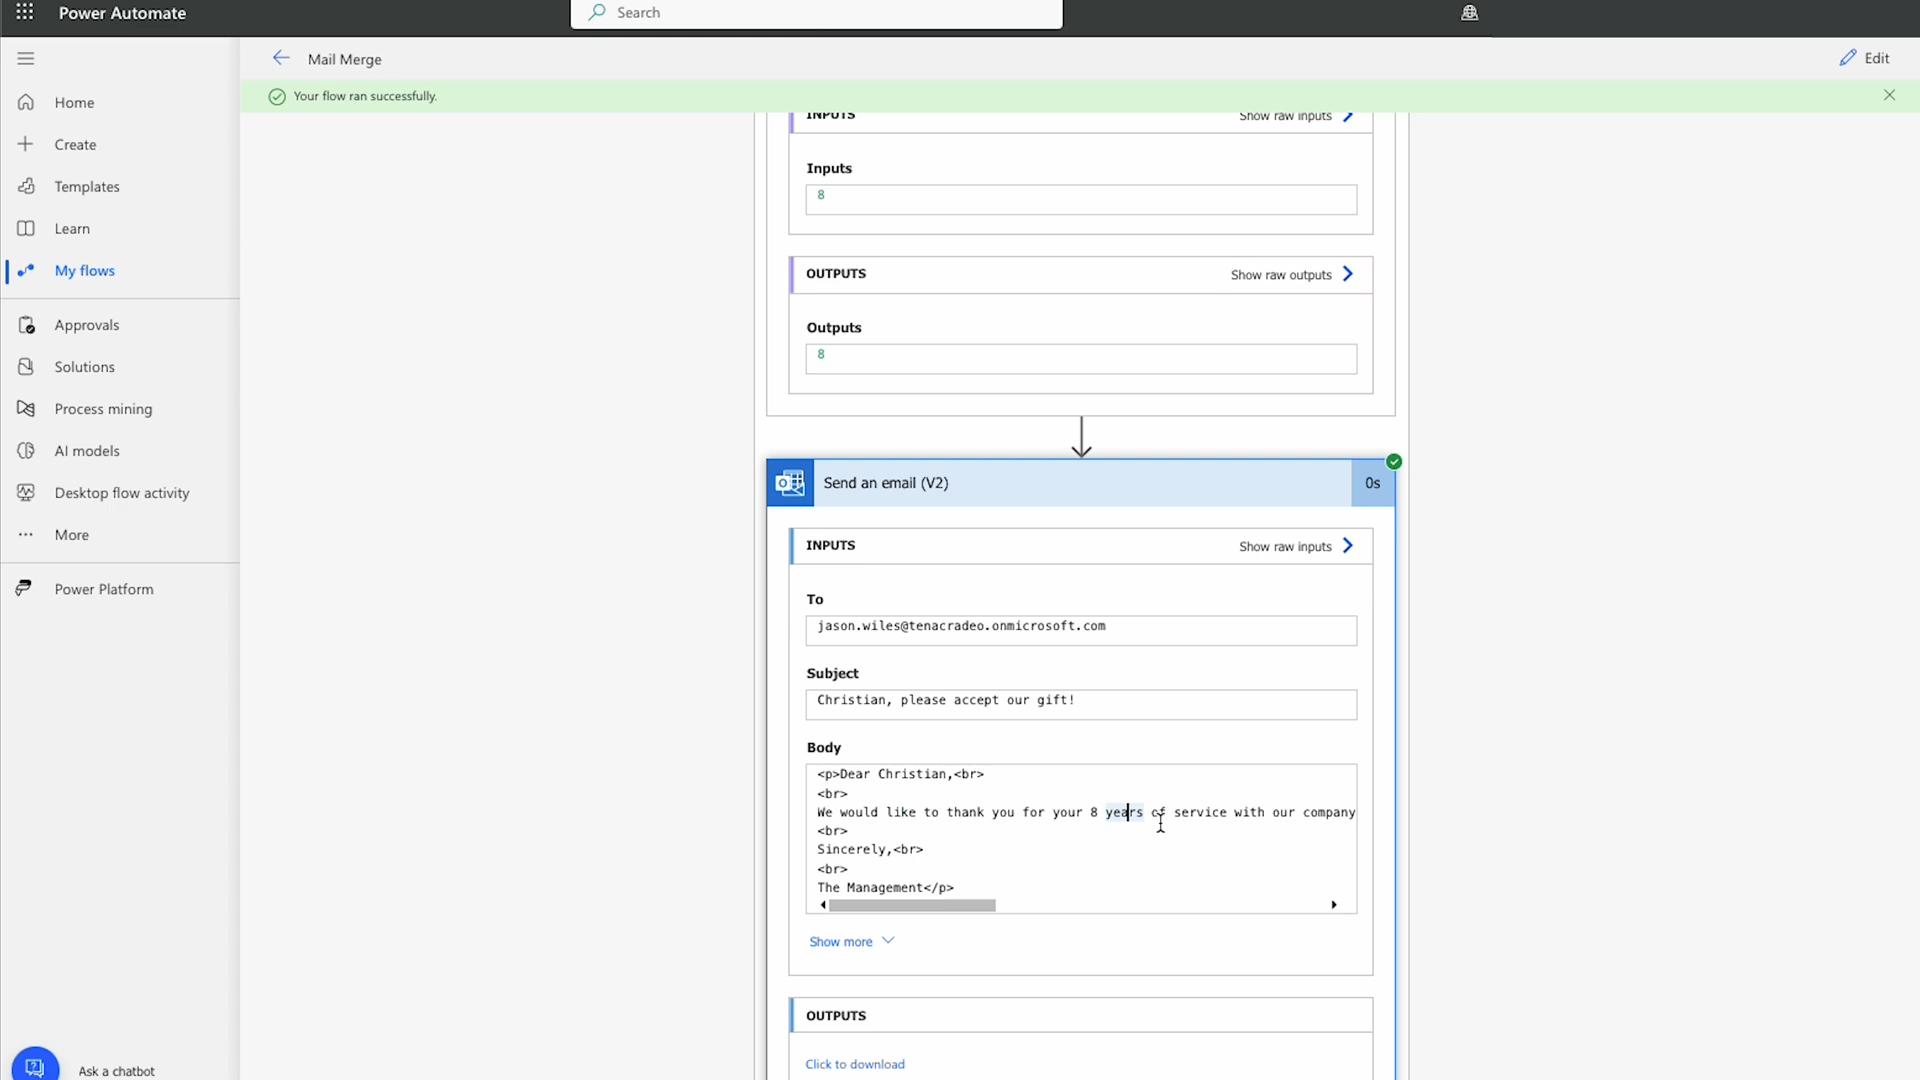 Power Automate
Search
Mail Merge
Edit
Your flow ran successfully.
Home
Create
Templates
Learn
My flows
Approvals
Solutions
Process mining
AI models
Desktop flow activity
More
Power Platform
Ask a chatbot
INPUTS
Show raw inputs
Inputs
8
OUTPUTS
Show raw outputs
Outputs
8
Send an email (V2)
0s
INPUTS
Show raw inputs
To
jason.wiles@tenacradeo.onmicrosoft.com
Subject
Christian, please accept our gift!
Body
<p>Dear Christian,<br>
<br>
We would like to thank you for your 8 years of service with our company
<br>
Sincerely,<br>
<br>
The Management</p>
Show more
OUTPUTS
Click to download